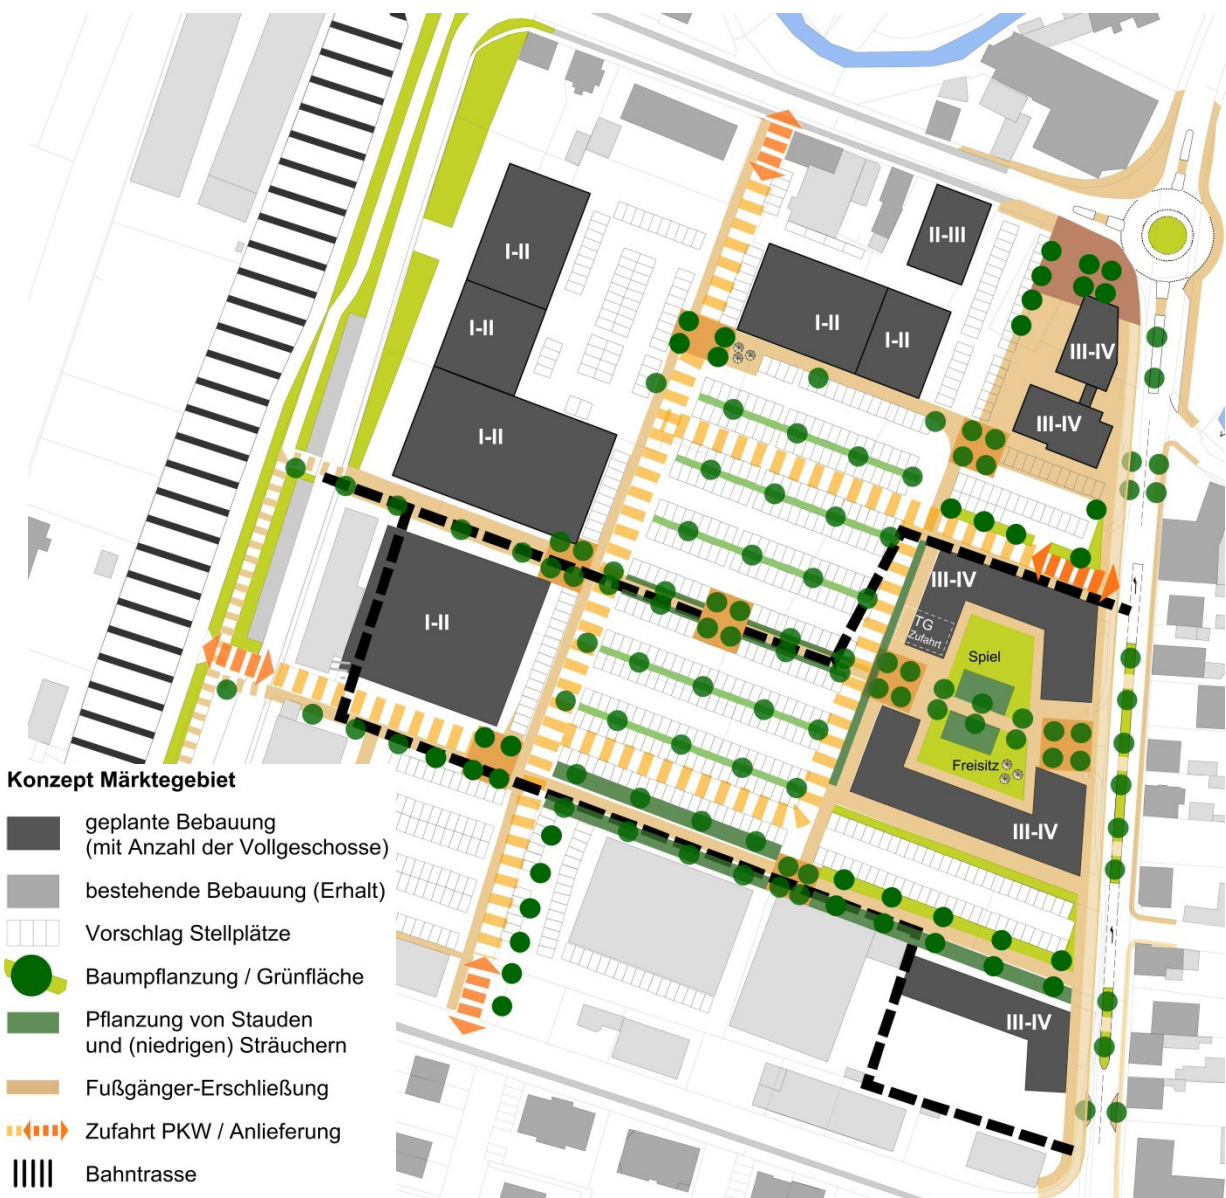 II-III
I-II
I-II
I-II
I-II
III-IV
I-II
III-IV
III-IV
I-II
TG
Zufahrt
Spiel
Freisitz
III-IV
III-IV
Konzept Märktegebiet
geplante Bebauung
(mit Anzahl der Vollgeschosse)
bestehende Bebauung (Erhalt)
Vorschlag Stellplätze
Baumpflanzung / Grünfläche
Pflanzung von Stauden
und (niedrigen) Sträuchern
Fußgänger-Erschließung
Zufahrt PKW / Anlieferung
Bahntrasse